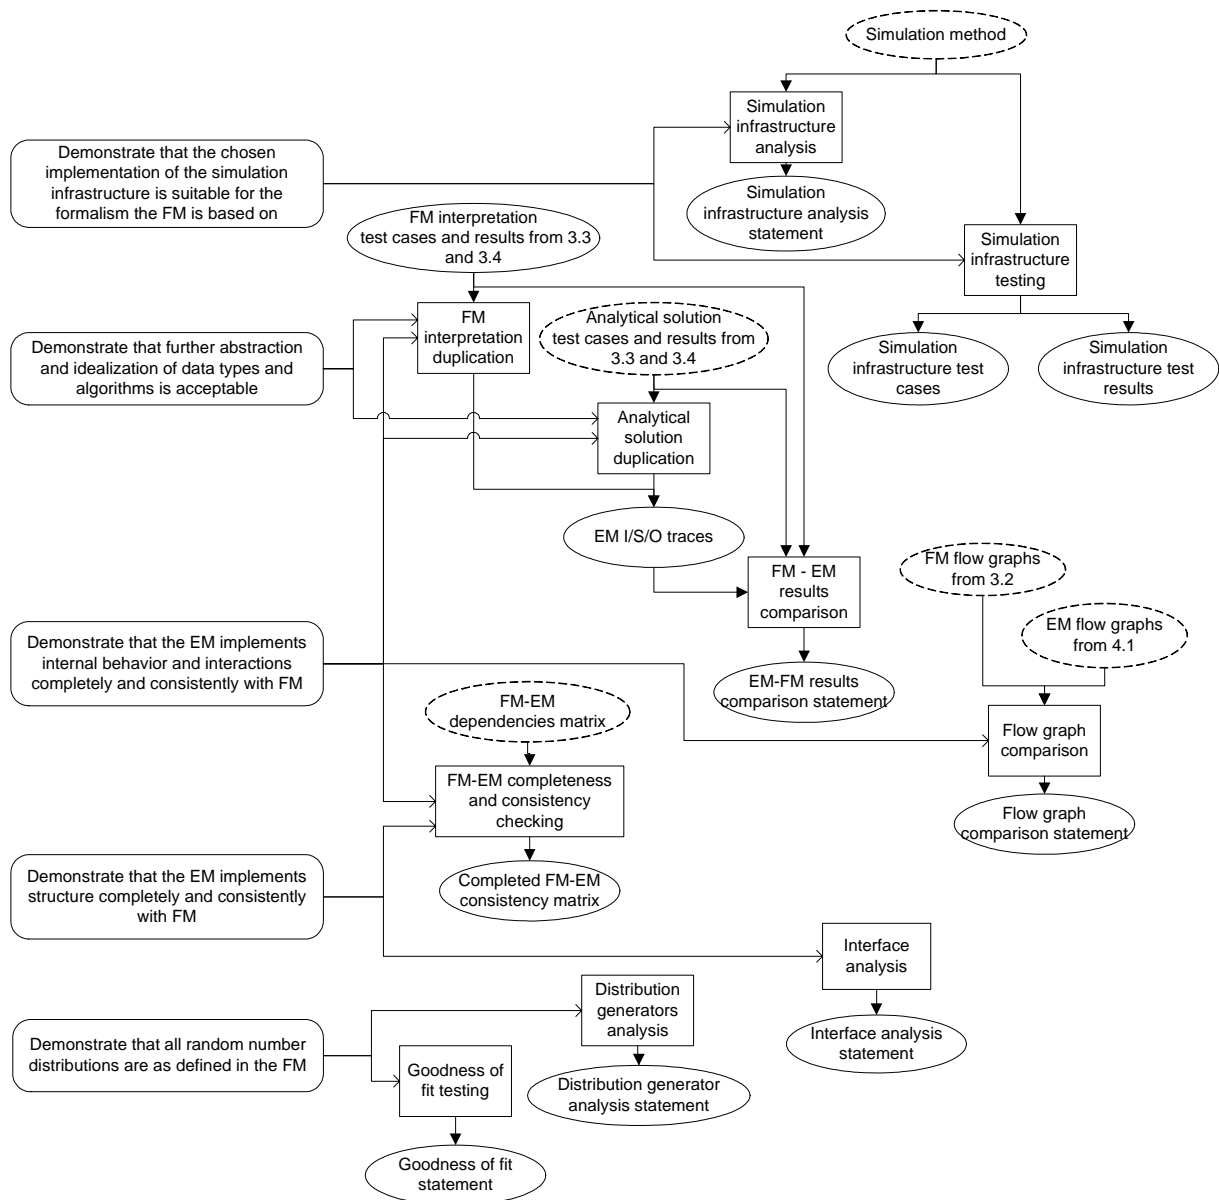 Simulation method
Simulation
infrastructure
analysis
Demonstrate that the chosen
implementation of the simulation
infrastructure is suitable for the
formalism the FM is based on
Simulation
infrastructure analysis
statement
FM interpretation
test cases and results from 3.3
and 3.4
Simulation
infrastructure
testing
FM
interpretation
duplication
Analytical solution
test cases and results from
3.3 and 3.4
Demonstrate that further abstraction
and idealization of data types and
algorithms is acceptable
Simulation
infrastructure test
cases
Simulation
infrastructure test
results
Analytical
solution
duplication
EM I/S/O traces
FM - EM
results
comparison
FM flow graphs
from 3.2
EM flow graphs
from 4.1
Demonstrate that the EM implements
internal behavior and interactions
completely and consistently with FM
EM-FM results
comparison statement
FM-EM
dependencies matrix
Flow graph
comparison
FM-EM completeness
and consistency
checking
Flow graph
comparison statement
Demonstrate that the EM implements
structure completely and consistently
with FM
Completed FM-EM
consistency matrix
Interface
analysis
Distribution
generators
analysis
Interface analysis
statement
Demonstrate that all random number
distributions are as defined in the FM
Goodness of
fit testing
Distribution generator
analysis statement
Goodness of fit
statement